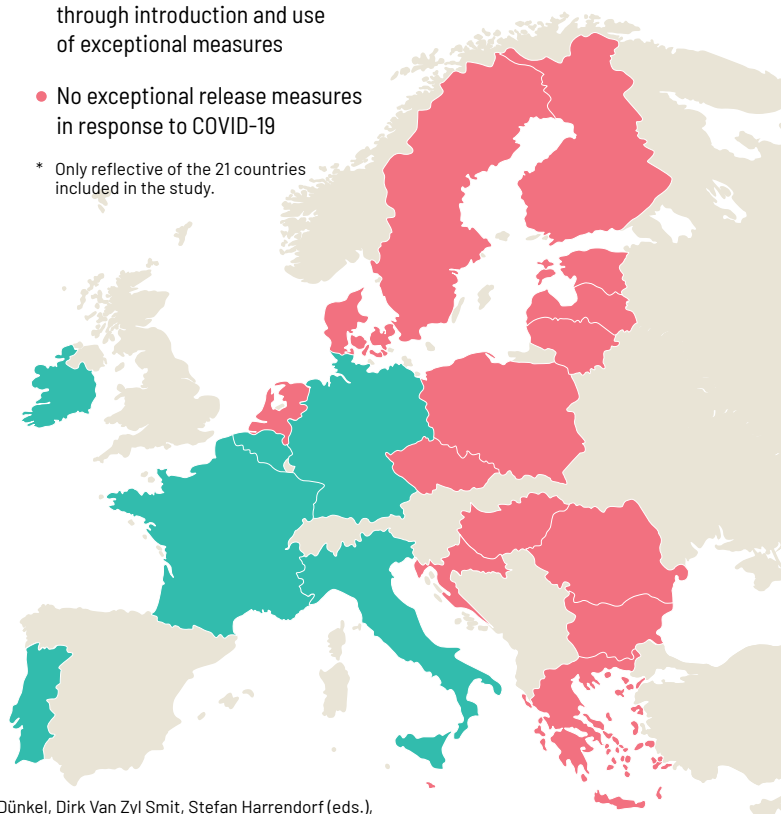 through introduction and use
of exceptional measures
No exceptional release measures
in response to COVID-19
* Only reflective of the 21 countries
included in the study.
Dünkel, Dirk Van Zyl Smit, Stefan Harrendorf (eds.),